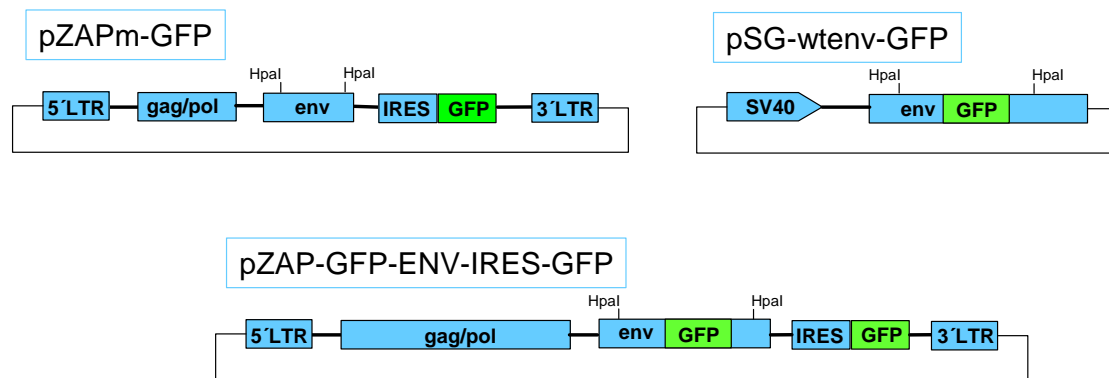 pZAPm-GFP
HpaI HpaI
5´LTR gag/pol env IRES GFP 3´LTR
pSG-wtenv-GFP
HpaI HpaI
SV40 env GFP
pZAP-GFP-ENV-IRES-GFP
HpaI HpaI
5´LTR gag/pol env GFP IRES GFP 3´LTR